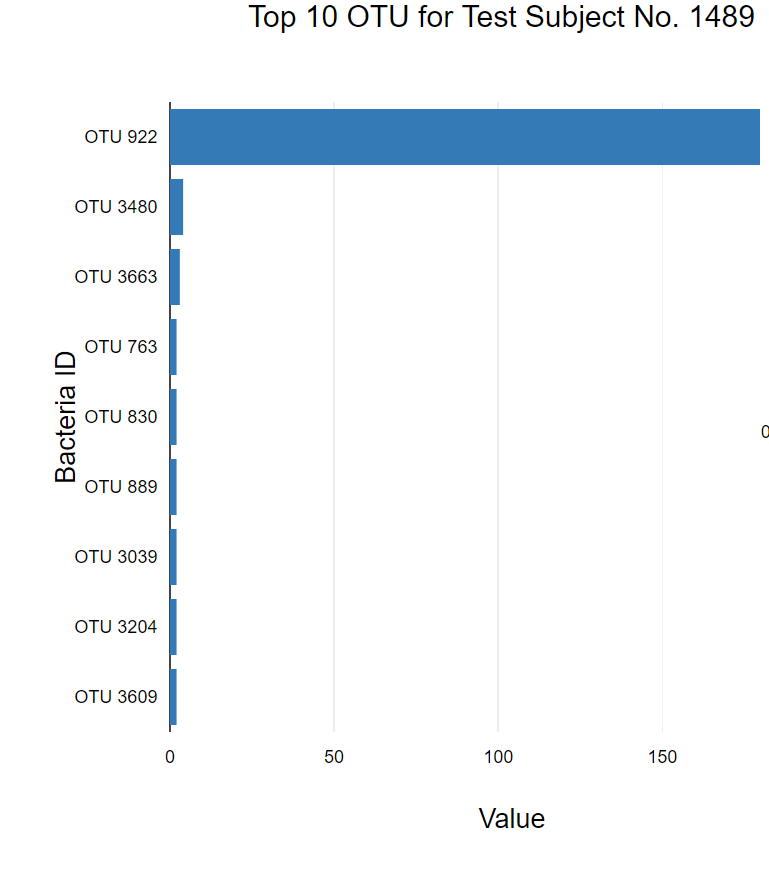 Top 10 OTU for Test Subject No. 1489
OTU 922
OTU 3480
OTU 3663
OTU 763
OTU 830
OTU 889
OTU 3039
OTU 3204
OTU 3609
Bacteria ID
0
50
100
150
Value
0